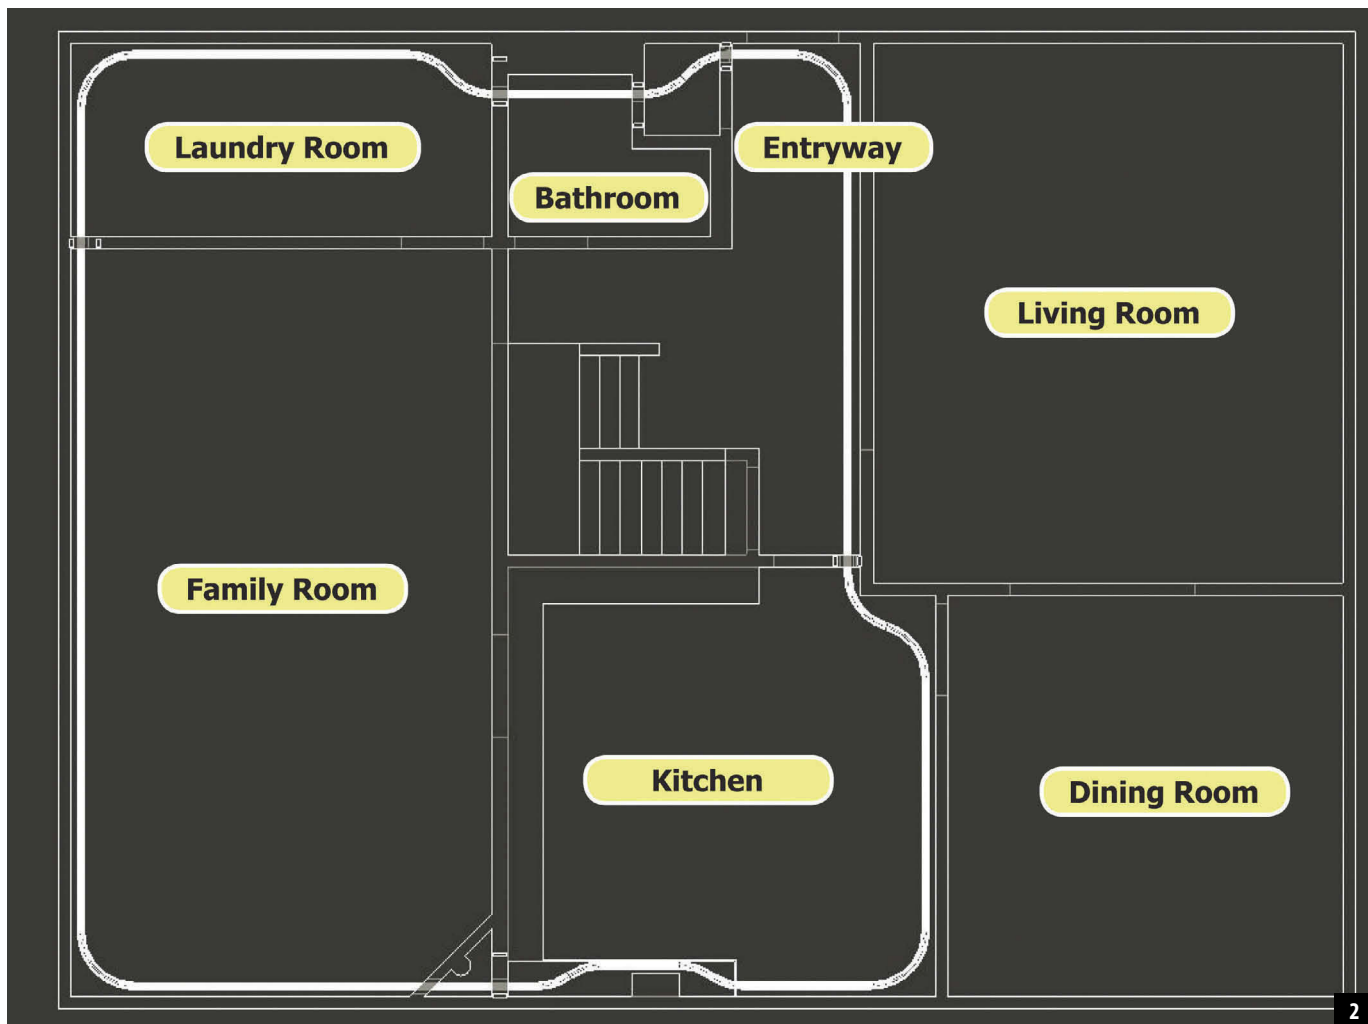 Laundry Room
Entryway
Bathroom
Living Room
Family Room
Kitchen
Dining Room
2